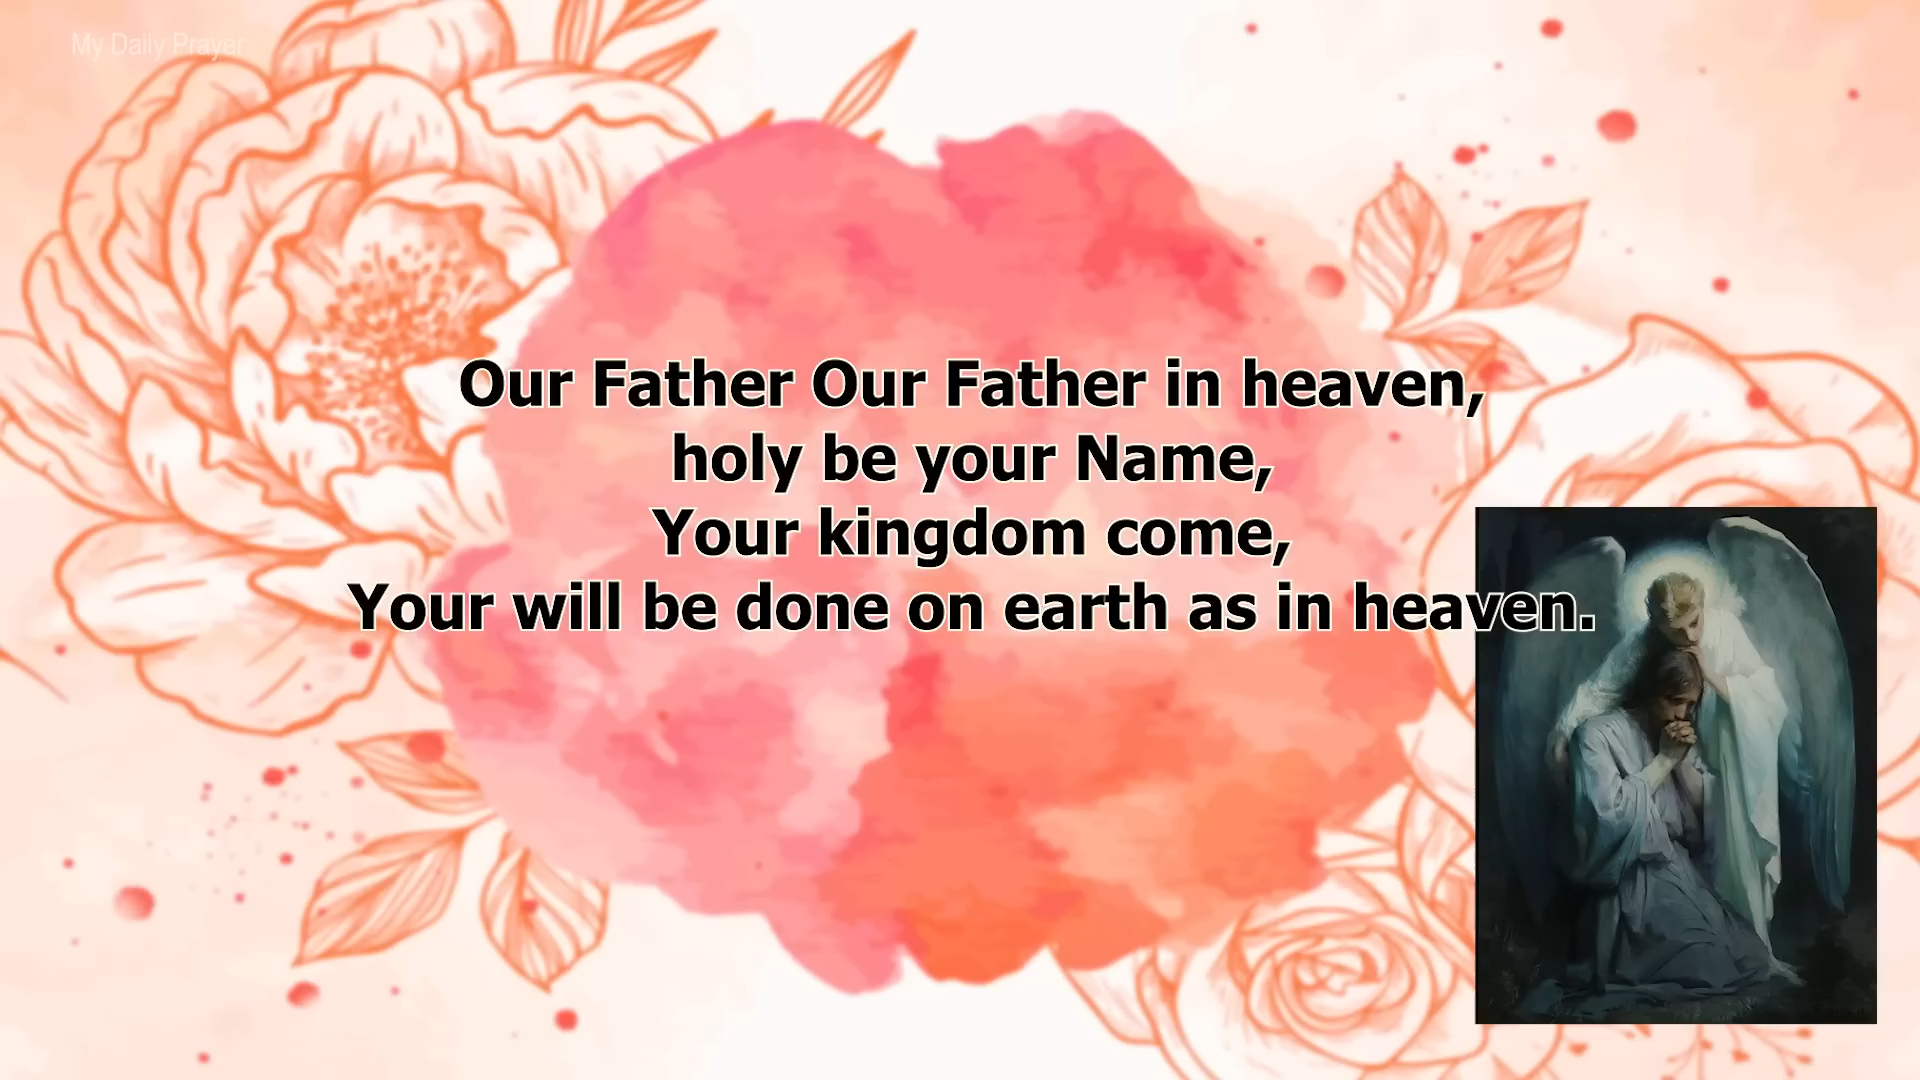 My Daily Prayer
Our Father Our Father in heaven,
holy be your Name,
Your kingdom come,
Your will be done on earth as in heaven.